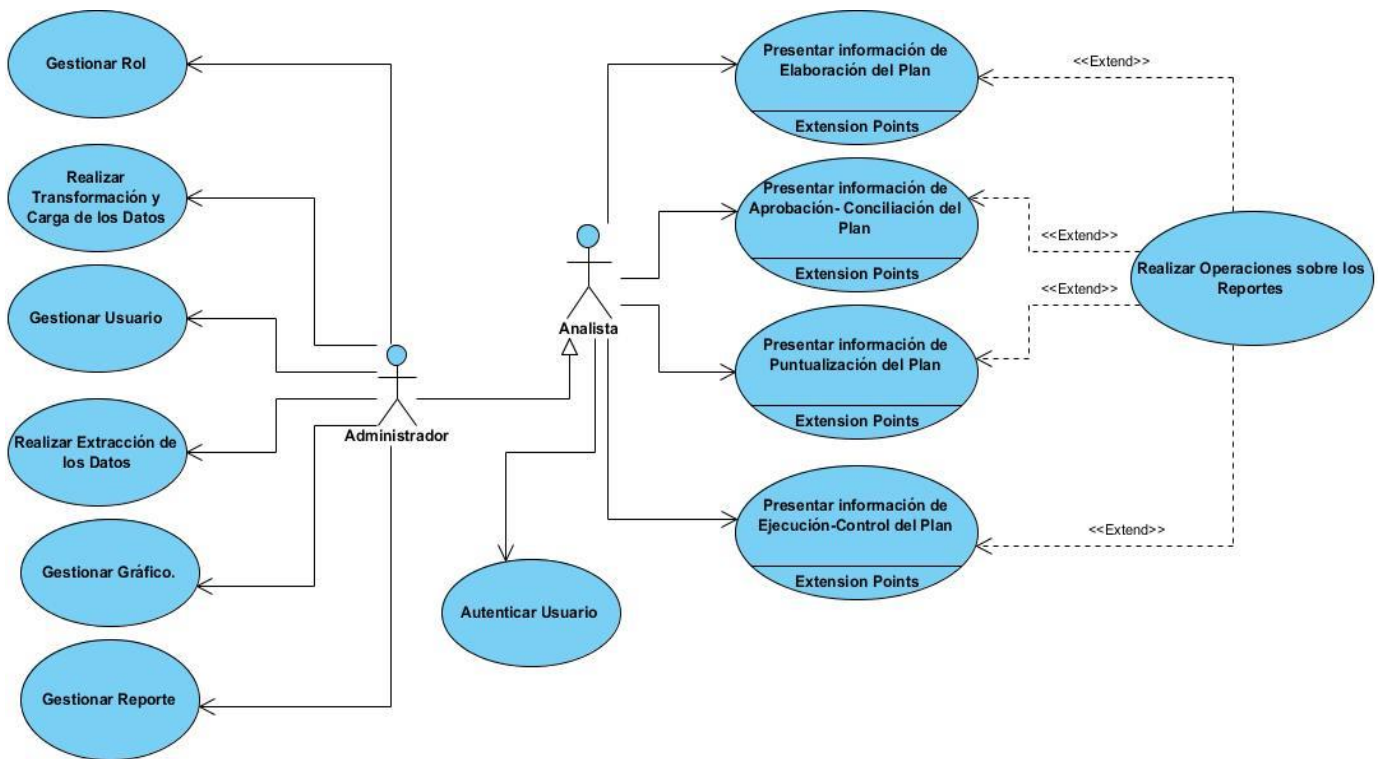 Gestionar Rol
Realizar
Transformación y
Carga de los Datos
Gestionar Usuario
Realizar Extracción de
los Datos
Gestionar Gráfico.
Gestionar Reporte
Administrador
Analista
Autenticar Usuario
Presentar información de
Elaboración del Plan
Extension Points
Presentar información de
Aprobación- Conciliación del
Plan
Extension Points
Presentar información de
Puntualización del Plan
Extension Points
Presentar información de
Ejecución-Control del Plan
Extension Points
<<Extend>>
<<Extend>>
<<Extend>>
<<Extend>>
Realizar Operaciones sobre los
Reportes